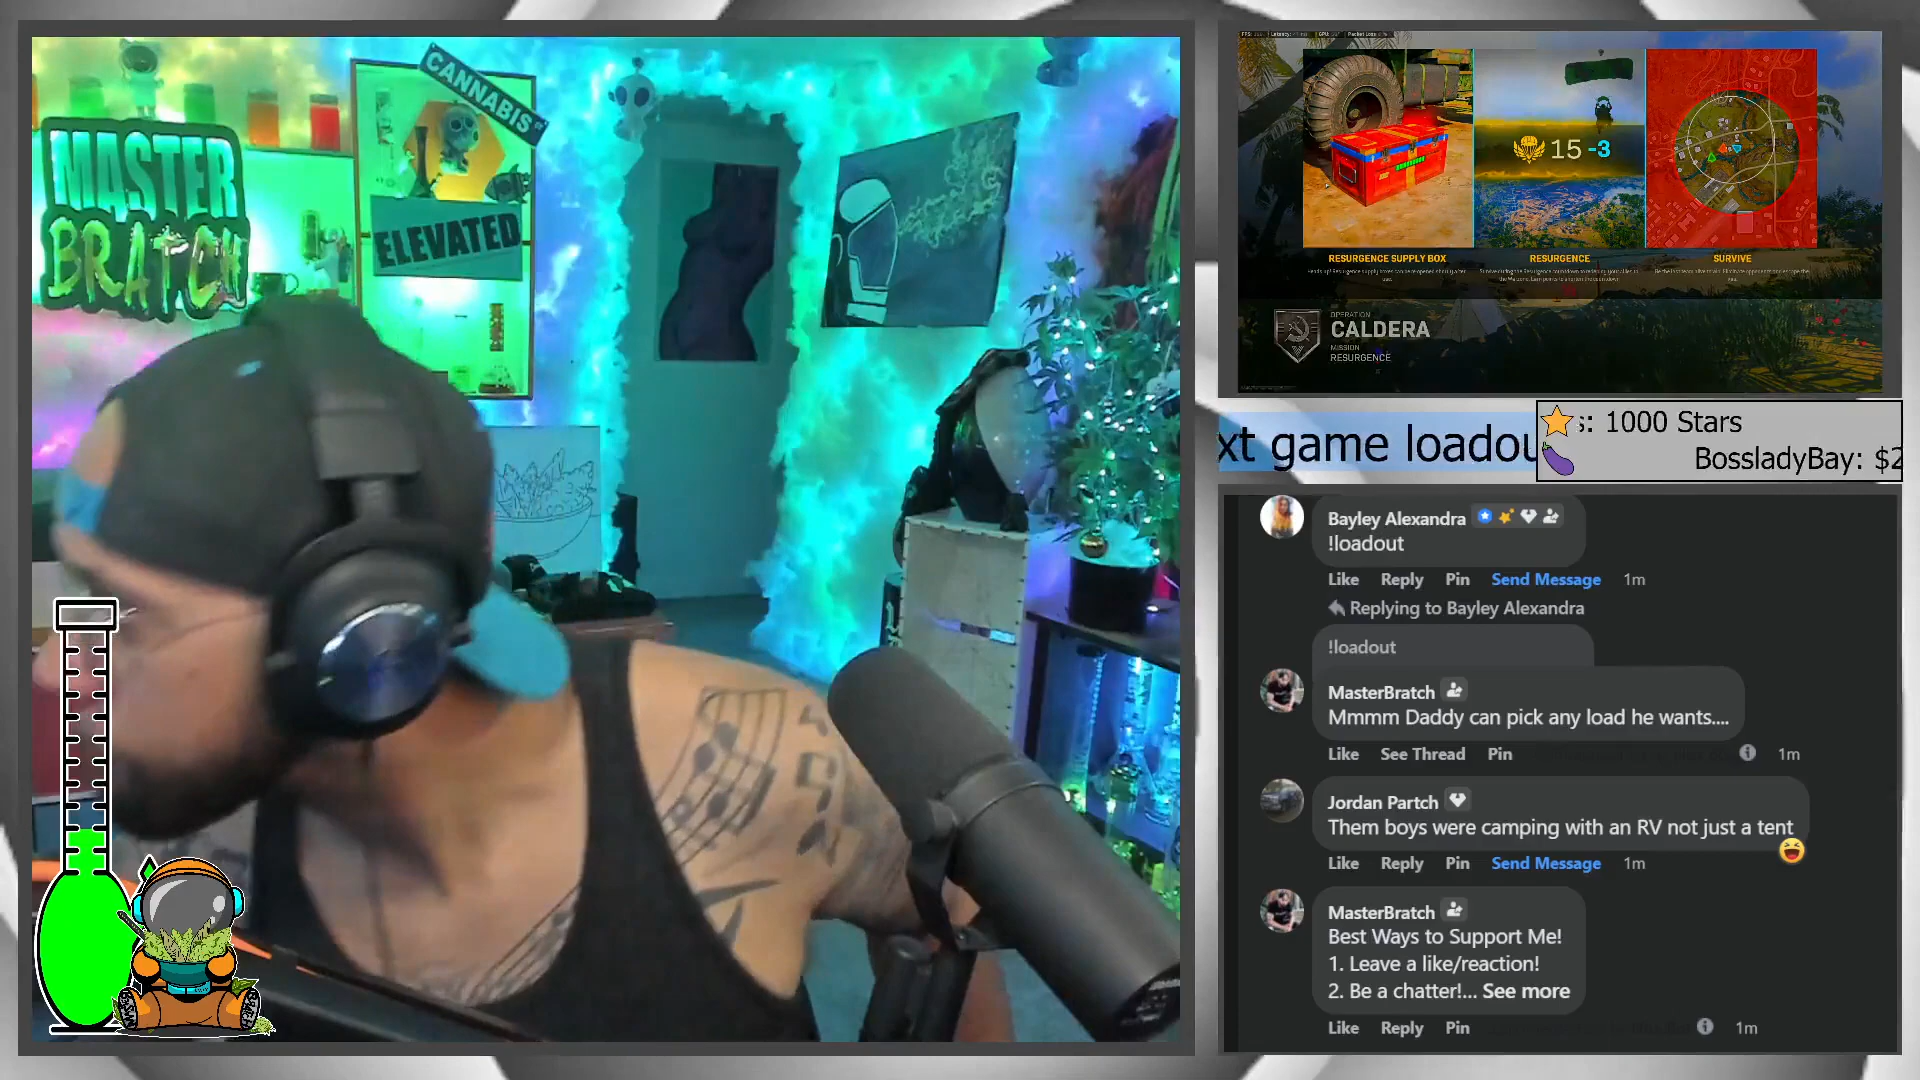 CANNABIS
MASTER
BRATCH
ELEVATED
RESURGENCE SUPPLY BOX
RESURGENCE
SURVIVE
15 -3
OPERATION
CALDERA
MISSION
RESURGENCE
xt game loadou
s: 1000 Stars
BossladyBay: $2
Bayley Alexandra
!loadout
Like Reply Pin Send Message 1m
Replying to Bayley Alexandra
!loadout
MasterBratch
Mmmm Daddy can pick any load he wants....
Like See Thread Pin 1m
Jordan Partch
Them boys were camping with an RV not just a tent
Like Reply Pin Send Message 1m
MasterBratch
Best Ways to Support Me!
1. Leave a like/reaction!
2. Be a chatter!... See more
Like Reply Pin 1m